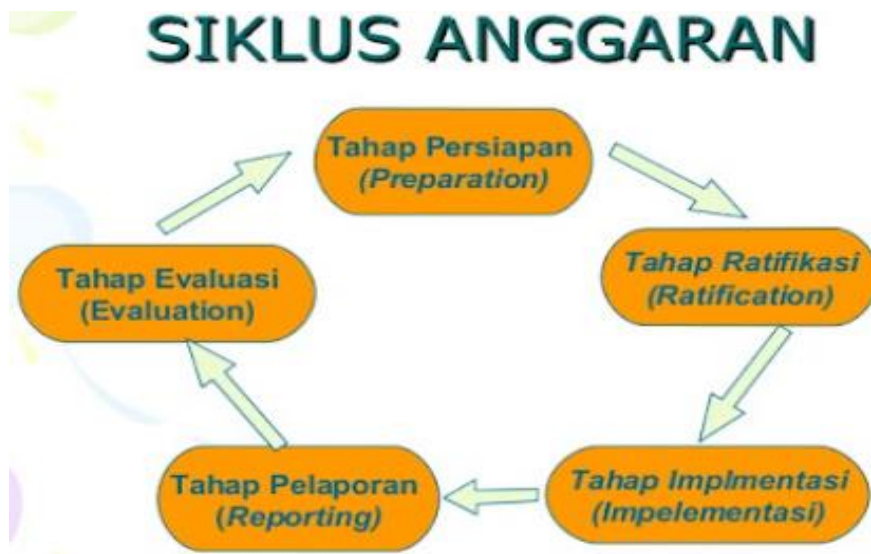 SIKLUS ANGGARAN
Tahap Persiapan
(Preparation)
Tahap Ratifikasi
(Ratification)
Tahap Implmentasi
(Impelementasi)
Tahap Pelaporan
(Reporting)
Tahap Evaluasi
(Evaluation)